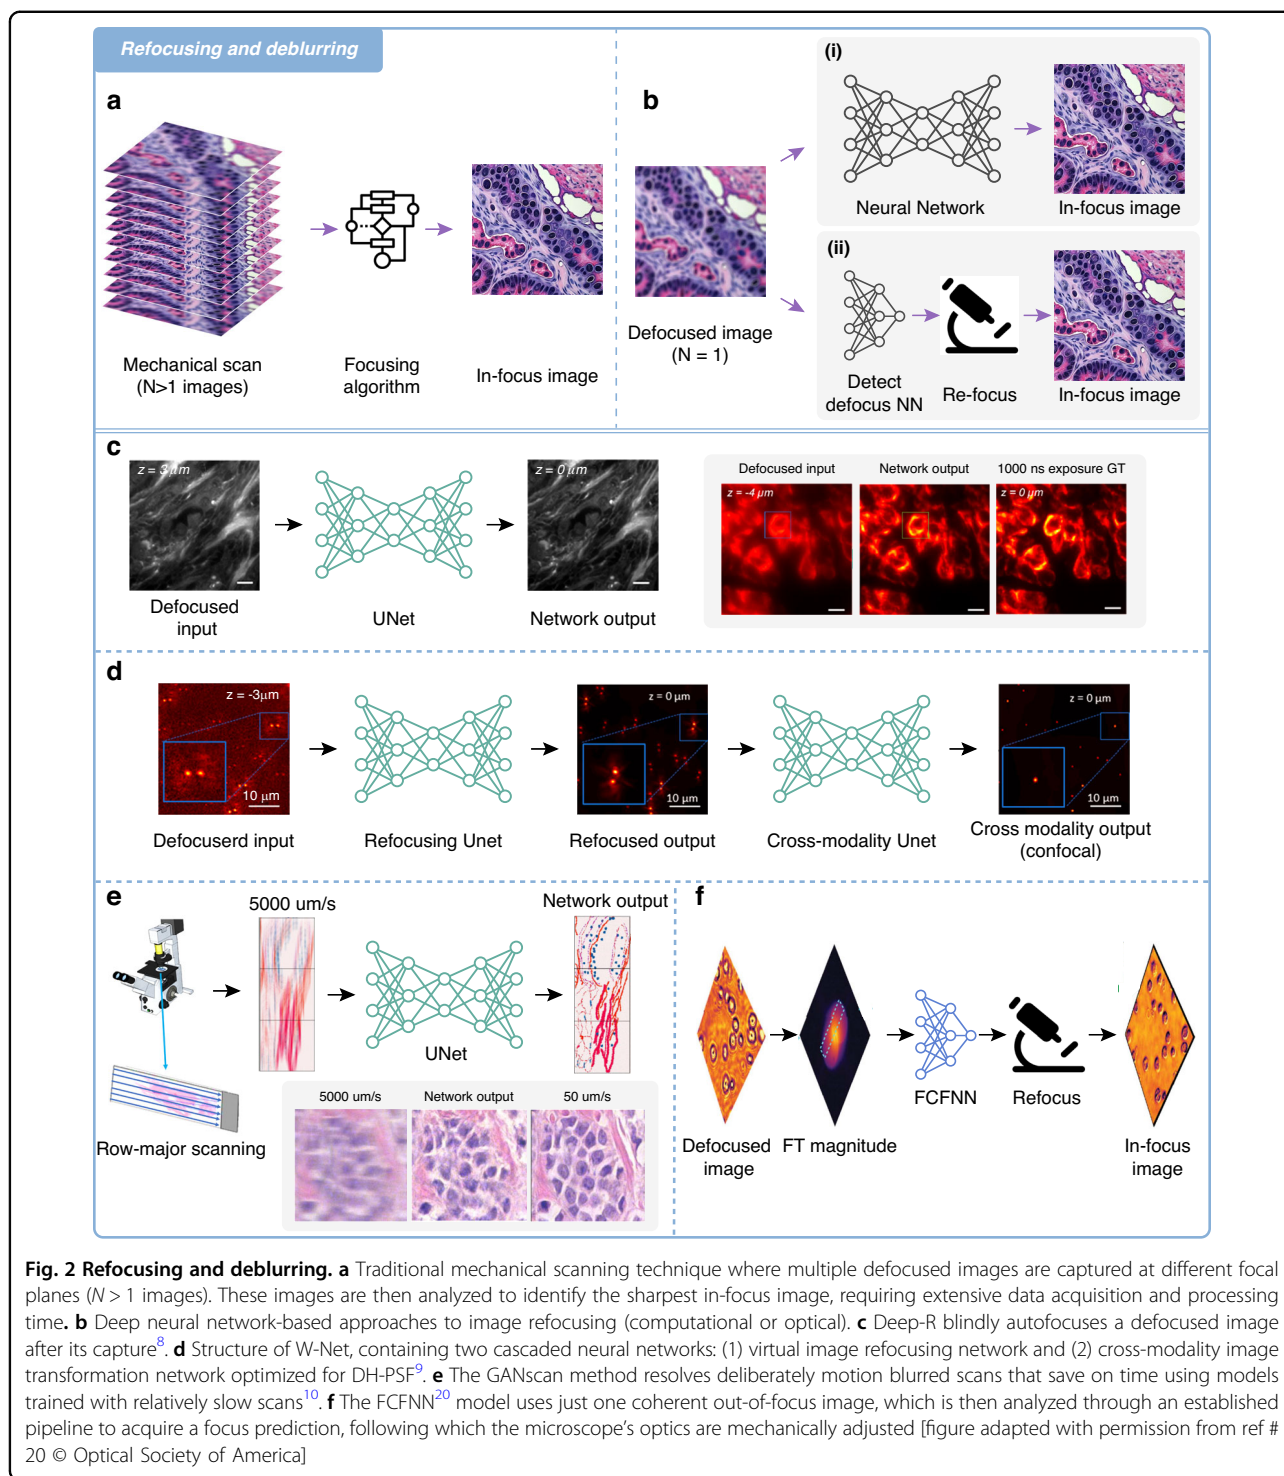 Refocusing and deblurring
a
Mechanical scan
(N>1 images)
Focusing
algorithm
In-focus image
b
Defocused image
(N = 1)
(i)
Neural Network
In-focus image
(ii)
Detect
defocus NN
Re-focus
In-focus image
c
z = 3 μm
Defocused
input
UNet
z = 0 μm
Network output
Defocused input
Network output
1000 ns exposure GT
z = -4 μm
z = 0 μm
d
z = -3μm
10 μm
Defocuserd input
Refocusing Unet
z = 0 μm
10 μm
Refocused output
Cross-modality Unet
z = 0 μm
10 μm
Cross modality output
(confocal)
e
Row-major scanning
5000 um/s
UNet
Network output
5000 um/s
Network output
50 um/s
f
Defocused
image
FT magnitude
FCFNN
Refocus
In-focus
image
Fig. 2 Refocusing and deblurring. a Traditional mechanical scanning technique where multiple defocused images are captured at different focal
planes (N > 1 images). These images are then analyzed to identify the sharpest in-focus image, requiring extensive data acquisition and processing
time. b Deep neural network-based approaches to image refocusing (computational or optical). c Deep-R blindly autofocuses a defocused image
after its capture8. d Structure of W-Net, containing two cascaded neural networks: (1) virtual image refocusing network and (2) cross-modality image
transformation network optimized for DH-PSF9. e The GANscan method resolves deliberately motion blurred scans that save on time using models
trained with relatively slow scans10. f The FCFNN20 model uses just one coherent out-of-focus image, which is then analyzed through an established
pipeline to acquire a focus prediction, following which the microscope's optics are mechanically adjusted [figure adapted with permission from ref #
20 © Optical Society of America]